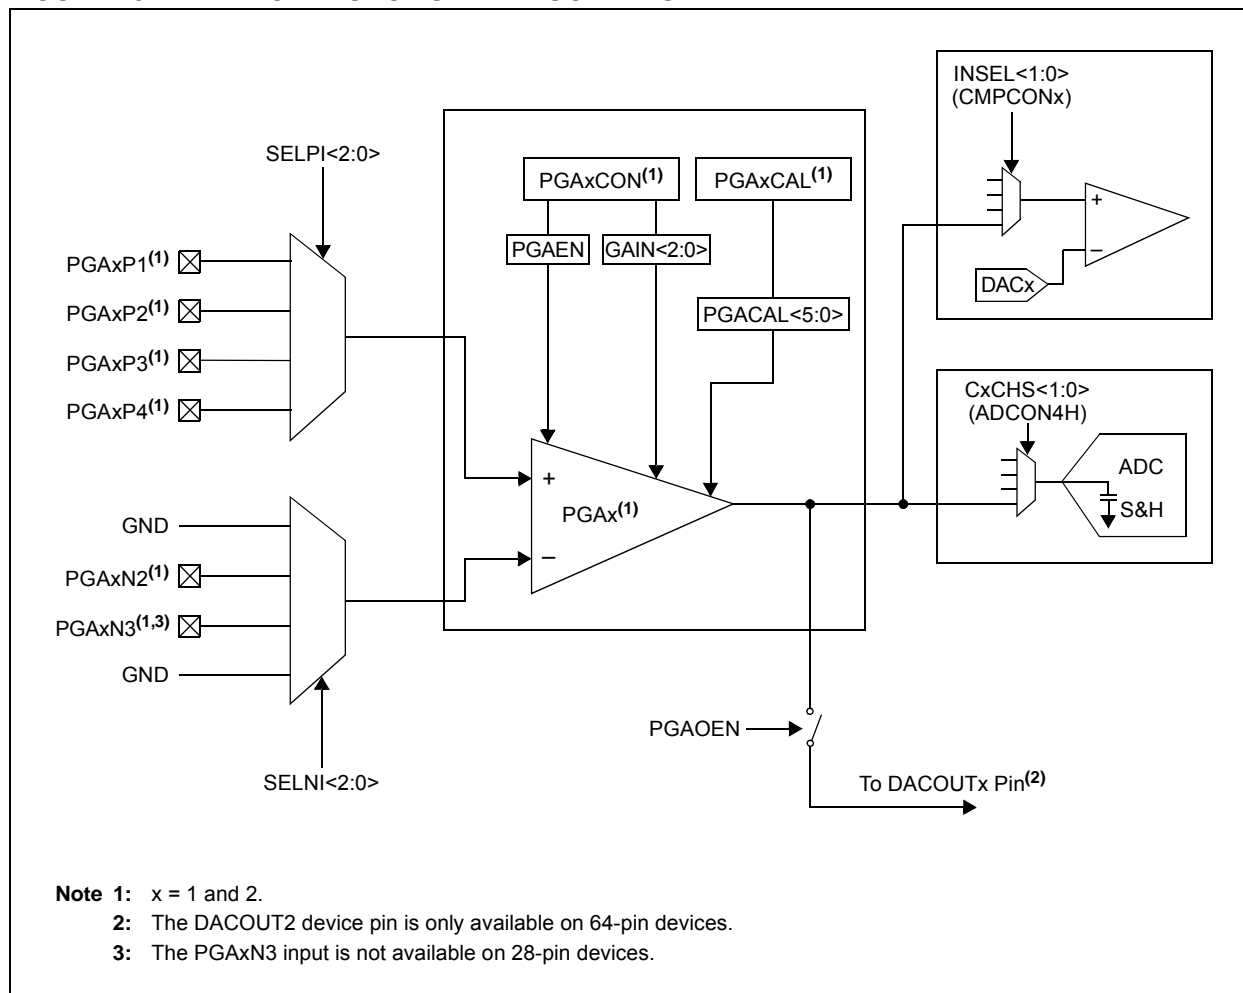 INSEL<1:0>
(CMPCONx)
SELPI<2:0>
PGAxCON(1)
PGAxCAL(1)
PGAEN
GAIN<2:0>
PGAxP1(1)
PGAxP2(1)
PGAxP3(1)
PGAxP4(1)
+
−
DACx
PGACAL<5:0>
CxCHS<1:0>
(ADCON4H)
ADC
S&H
+
−
PGAx(1)
GND
PGAxN2(1)
PGAxN3(1,3)
GND
SELNI<2:0>
PGAOEN
To DACOUTx Pin(2)
Note 1: x = 1 and 2.
2: The DACOUT2 device pin is only available on 64-pin devices.
3: The PGAxN3 input is not available on 28-pin devices.